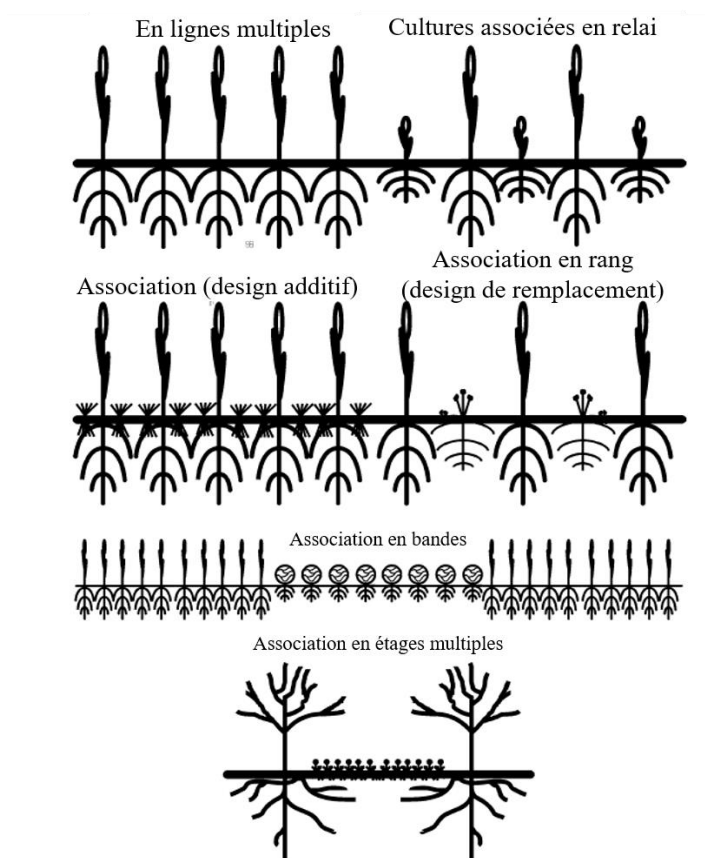 En lignes multiples
Cultures associées en relai
Association (design additif)
Association en rang
(design de remplacement)
Association en bandes
Association en étages multiples